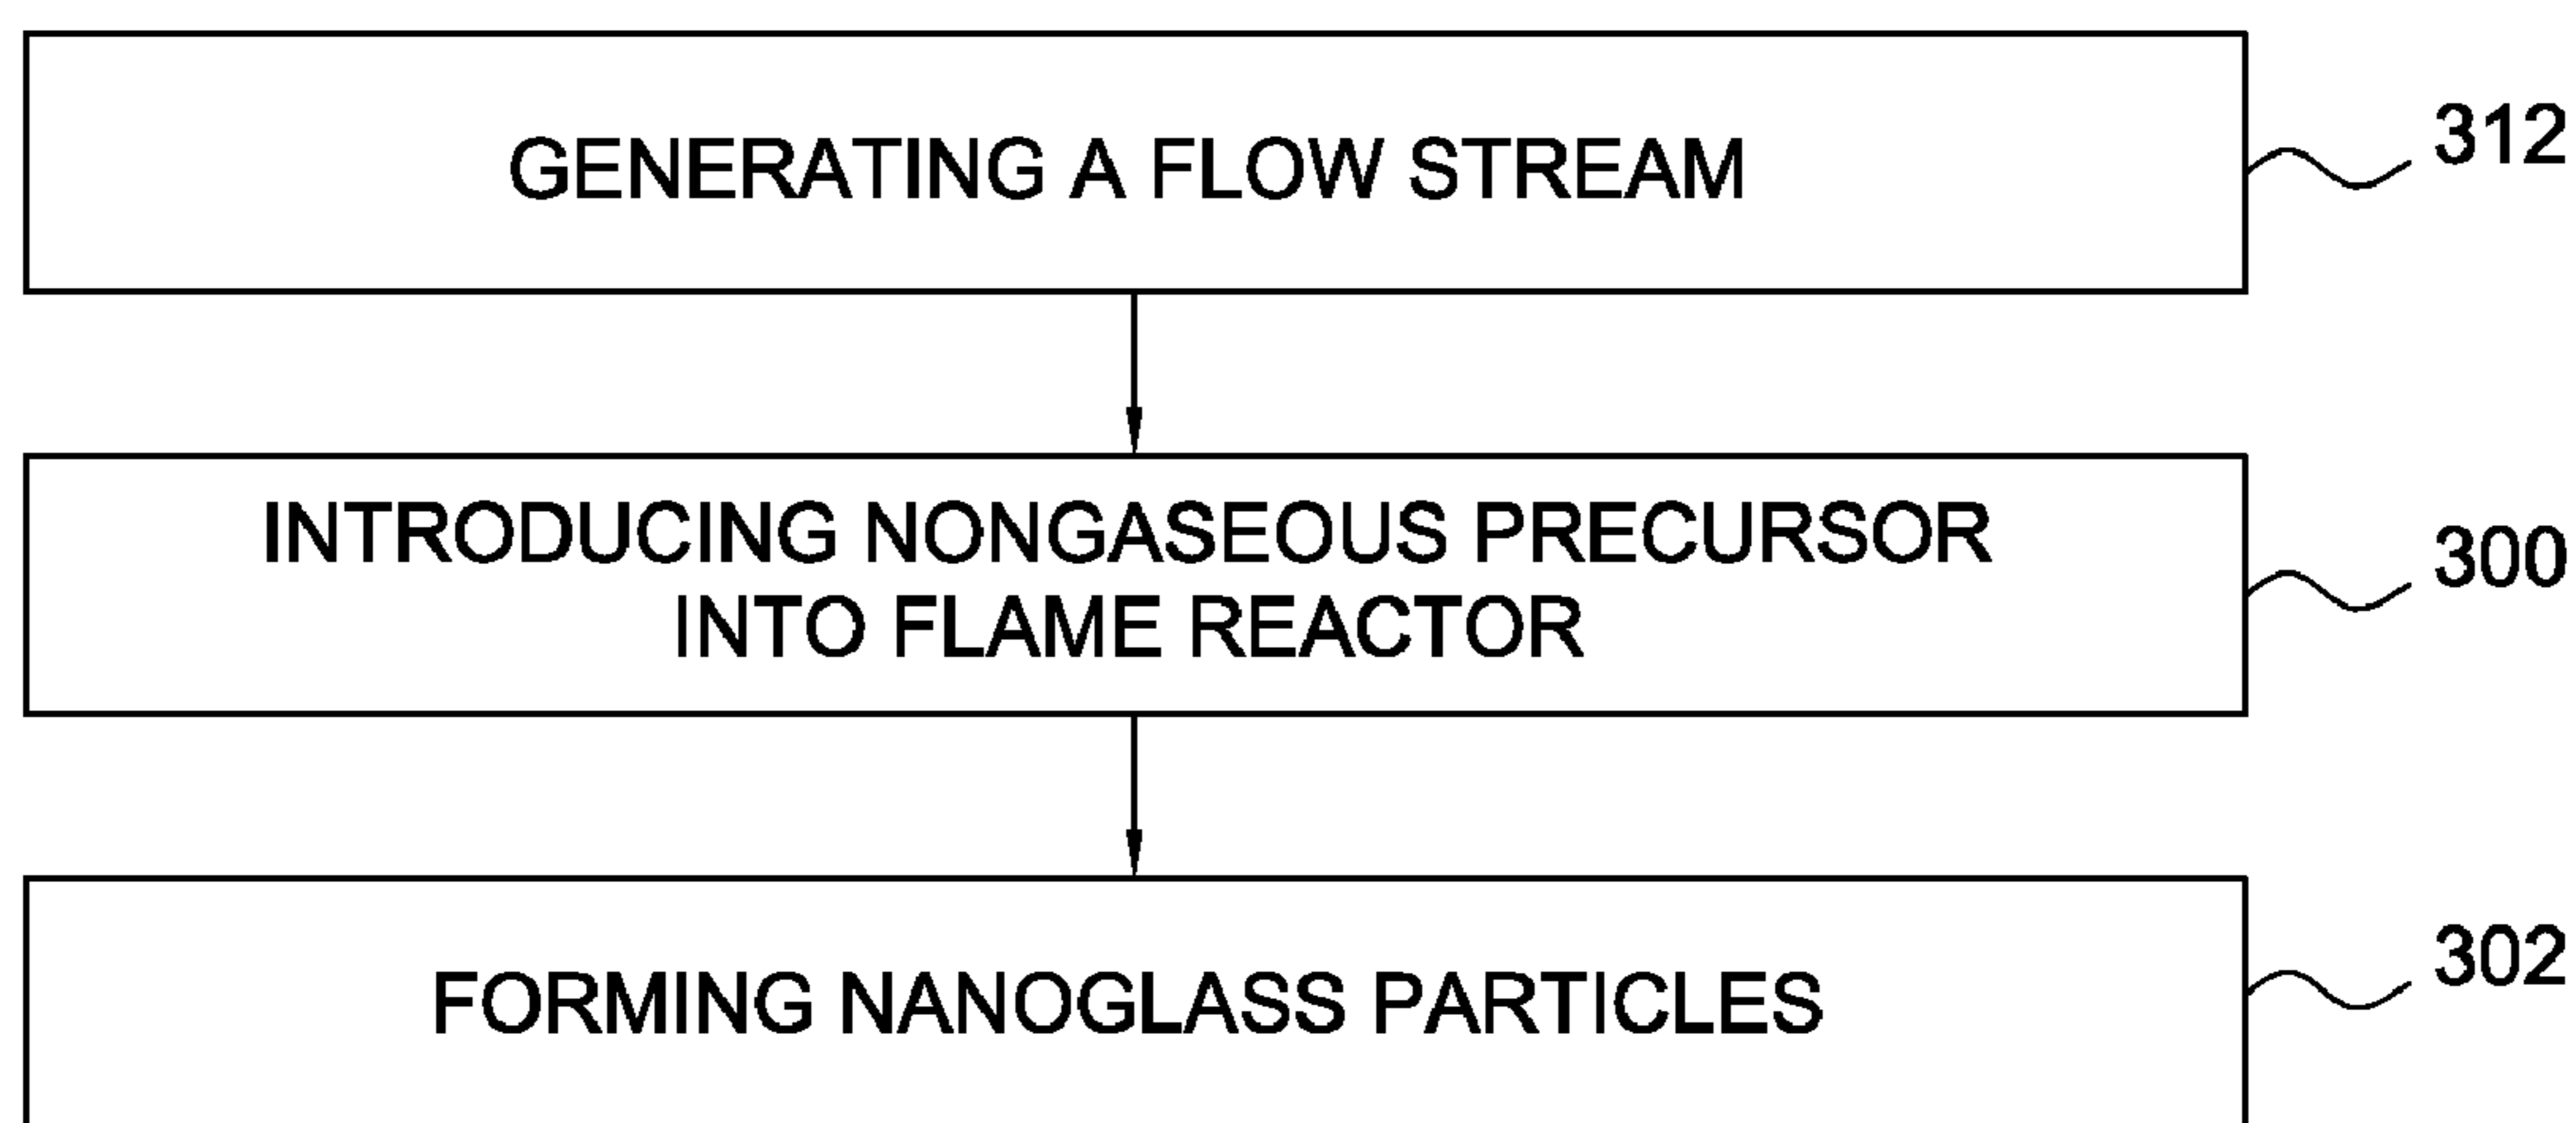 GENERATING A FLOW STREAM
312
INTRODUCING NONGASEOUS PRECURSOR
INTO FLAME REACTOR
300
FORMING NANOGLASS PARTICLES
302